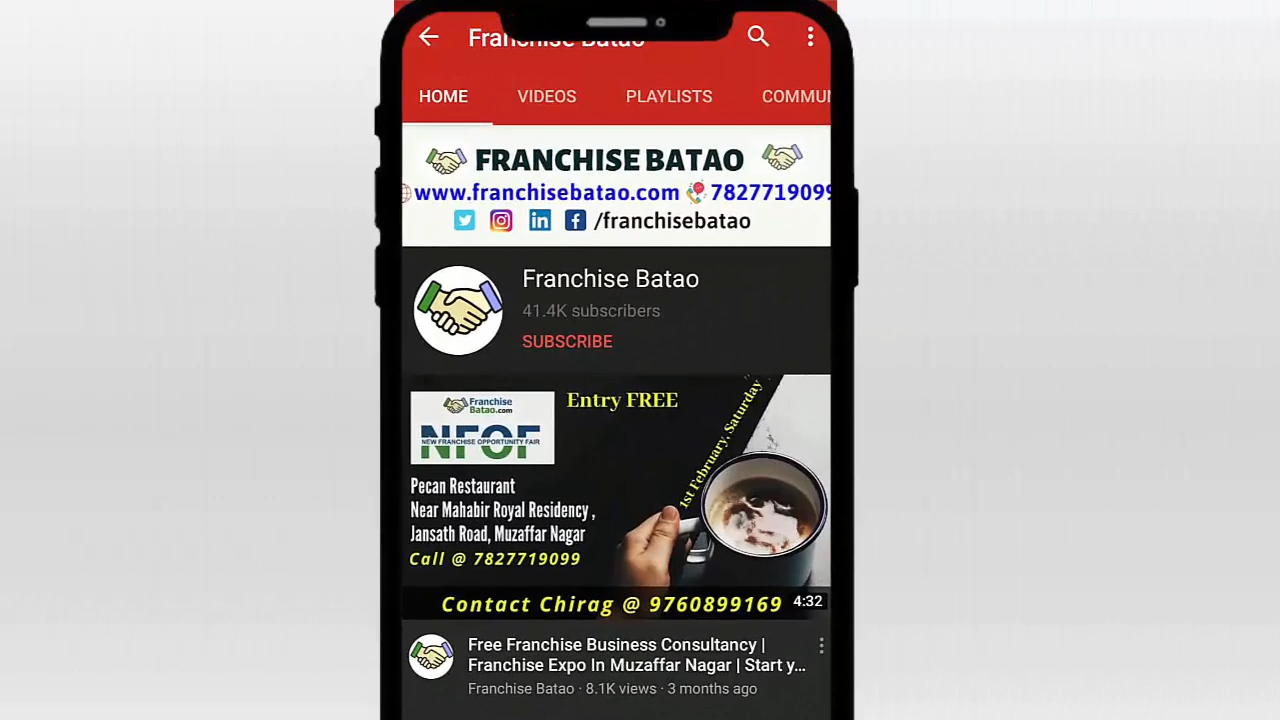 Franchise Batao
HOME VIDEOS PLAYLISTS COMMUN
FRANCHISE BATAO
www.franchisebatao.com 7827719099
/franchisebatao
Franchise Batao
41.4K subscribers
SUBSCRIBE
Franchise
Batao.com
NFOF
NEW FRANCHISE OPPORTUNITY FAIR
Entry FREE
1st February, Saturday
Pecan Restaurant
Near Mahabir Royal Residency ,
Jansath Road, Muzaffar Nagar
Call @ 7827719099
Contact Chirag @ 9760899169
4:32
Free Franchise Business Consultancy |
Franchise Expo In Muzaffar Nagar | Start y...
Franchise Batao · 8.1K views · 3 months ago